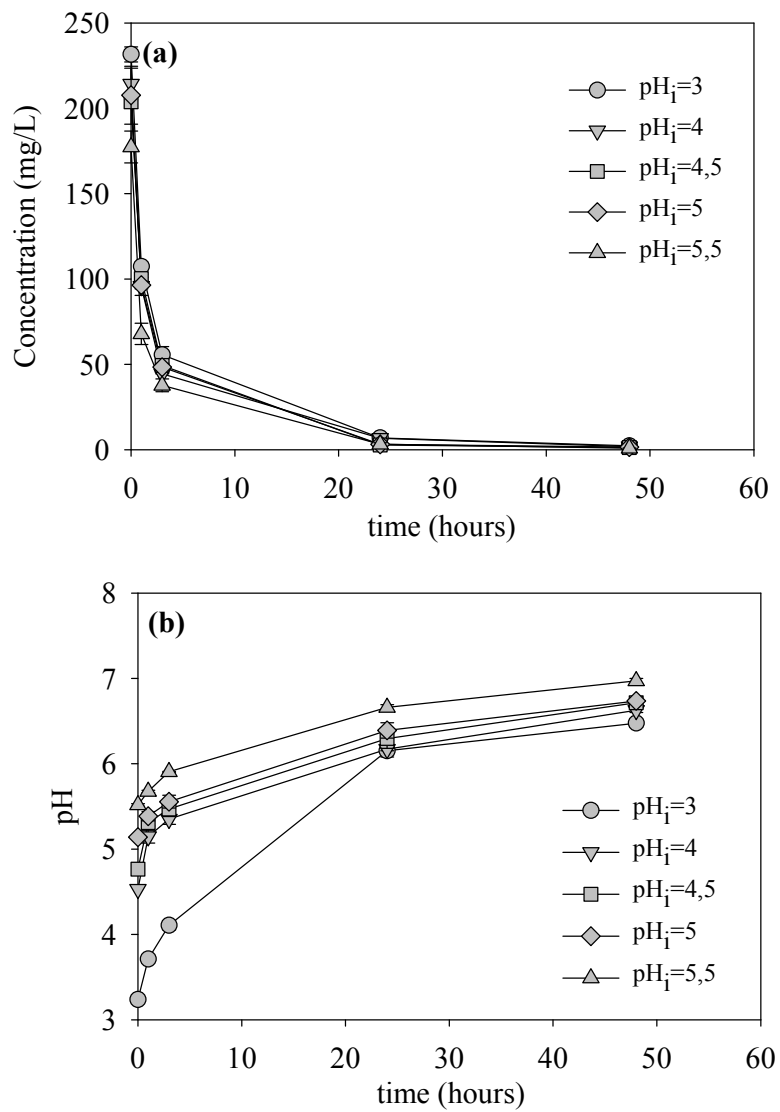 250
(a)
200
150
100
50
0
Concentration (mg/L)
pHi=3
pHi=4
pHi=4,5
pHi=5
pHi=5,5
0 10 20 30 40 50 60
time (hours)
8
(b)
7
6
5
4
3
pH
pHi=3
pHi=4
pHi=4,5
pHi=5
pHi=5,5
0 10 20 30 40 50 60
time (hours)